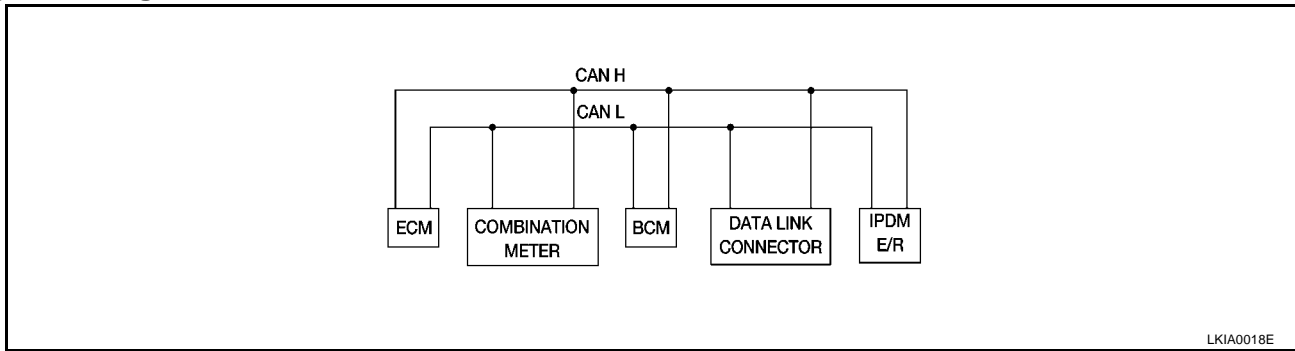 CAN H
CAN L
ECM
COMBINATION
METER
BCM
DATA LINK
CONNECTOR
IPDM
E/R
LKIA0018E